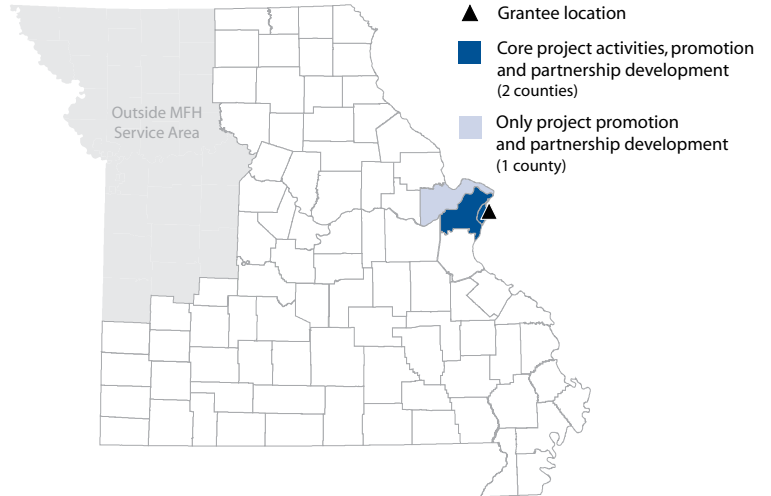 Grantee location
Core project activities, promotion
and partnership development
(2 counties)
Only project promotion
and partnership development
(1 county)
Outside MFH
Service Area